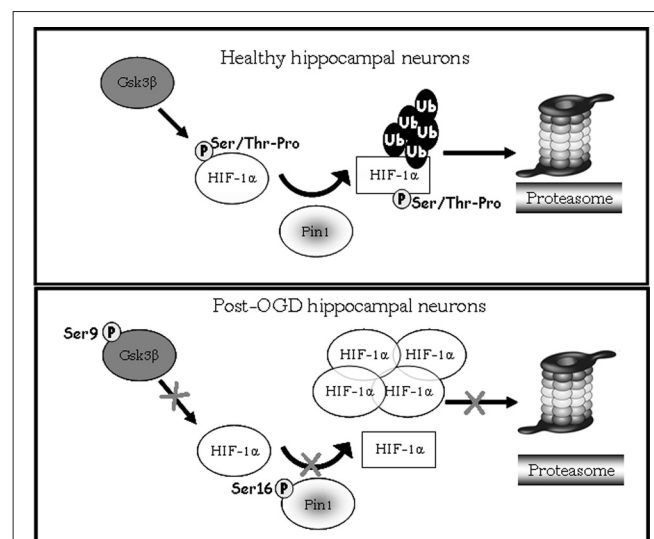 Healthy hippocampal neurons
Gsk3β
P Ser/Thr-Pro
HIF-1α
Pin1
Ub
Ub
Ub
Ub
Ub
HIF-1α
P Ser/Thr-Pro
Proteasome
Post-OGD hippocampal neurons
Ser9 P
Gsk3β
HIF-1α
Ser16 P
Pin1
HIF-1α
HIF-1α
HIF-1α
HIF-1α
HIF-1α
Proteasome